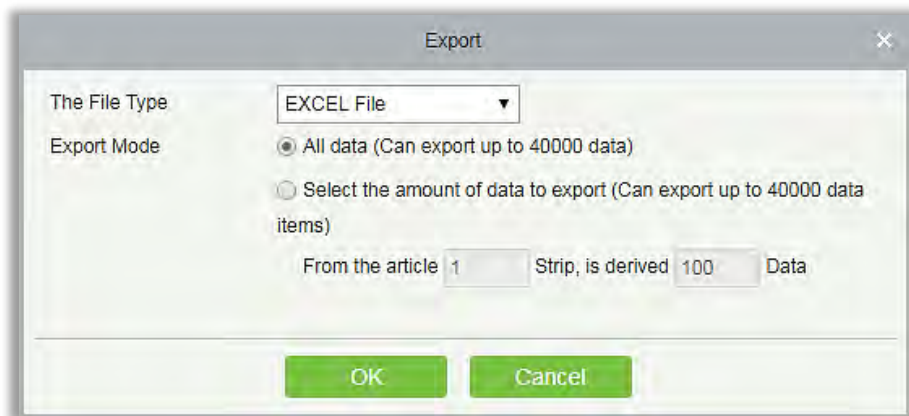 Export
The File Type EXCEL File
Export Mode All data (Can export up to 40000 data)
Select the amount of data to export (Can export up to 40000 data
items)
From the article 1 Strip, is derived 100 Data
OK Cancel